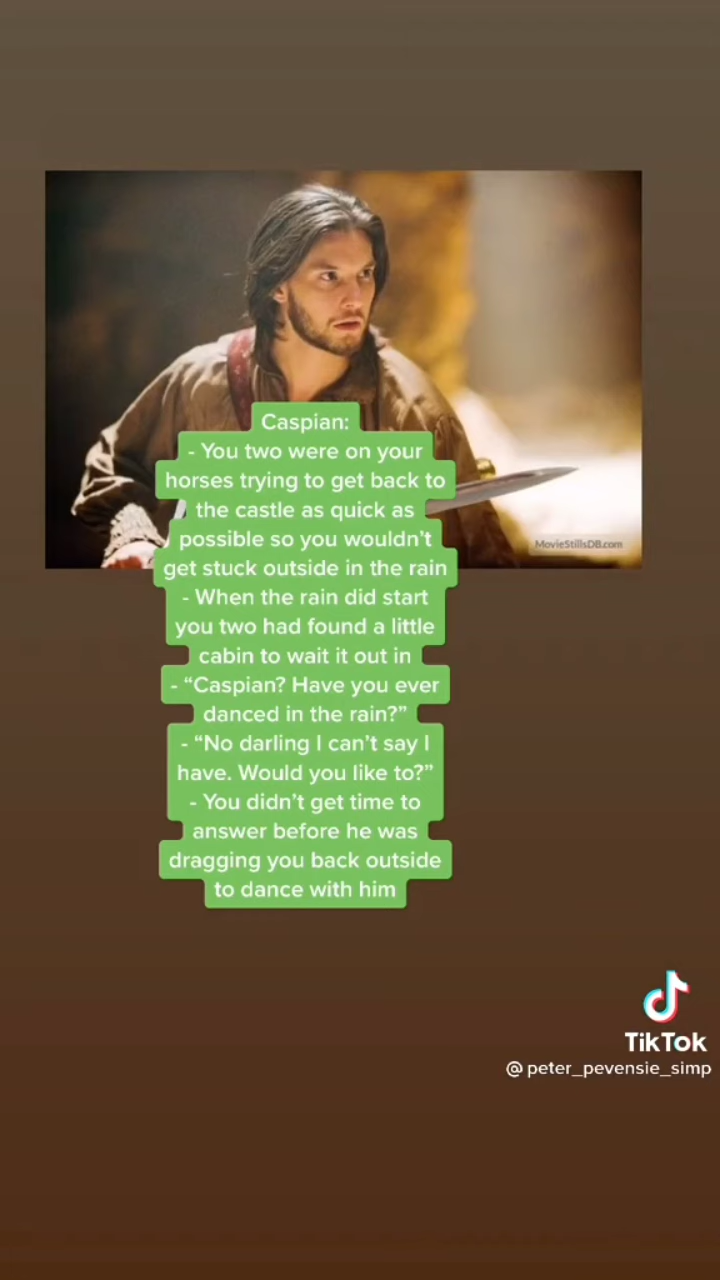 Caspian:
- You two were on your
horses trying to get back to
the castle as quick as
possible so you wouldn't
get stuck outside in the rain
- When the rain did start
you two had found a little
cabin to wait it out in
- “Caspian? Have you ever
danced in the rain?”
- “No darling I can't say I
have. Would you like to?”
- You didn't get time to
answer before he was
dragging you back outside
to dance with him
MovieStillsDB.com
TikTok
@peter_pevensie_simp